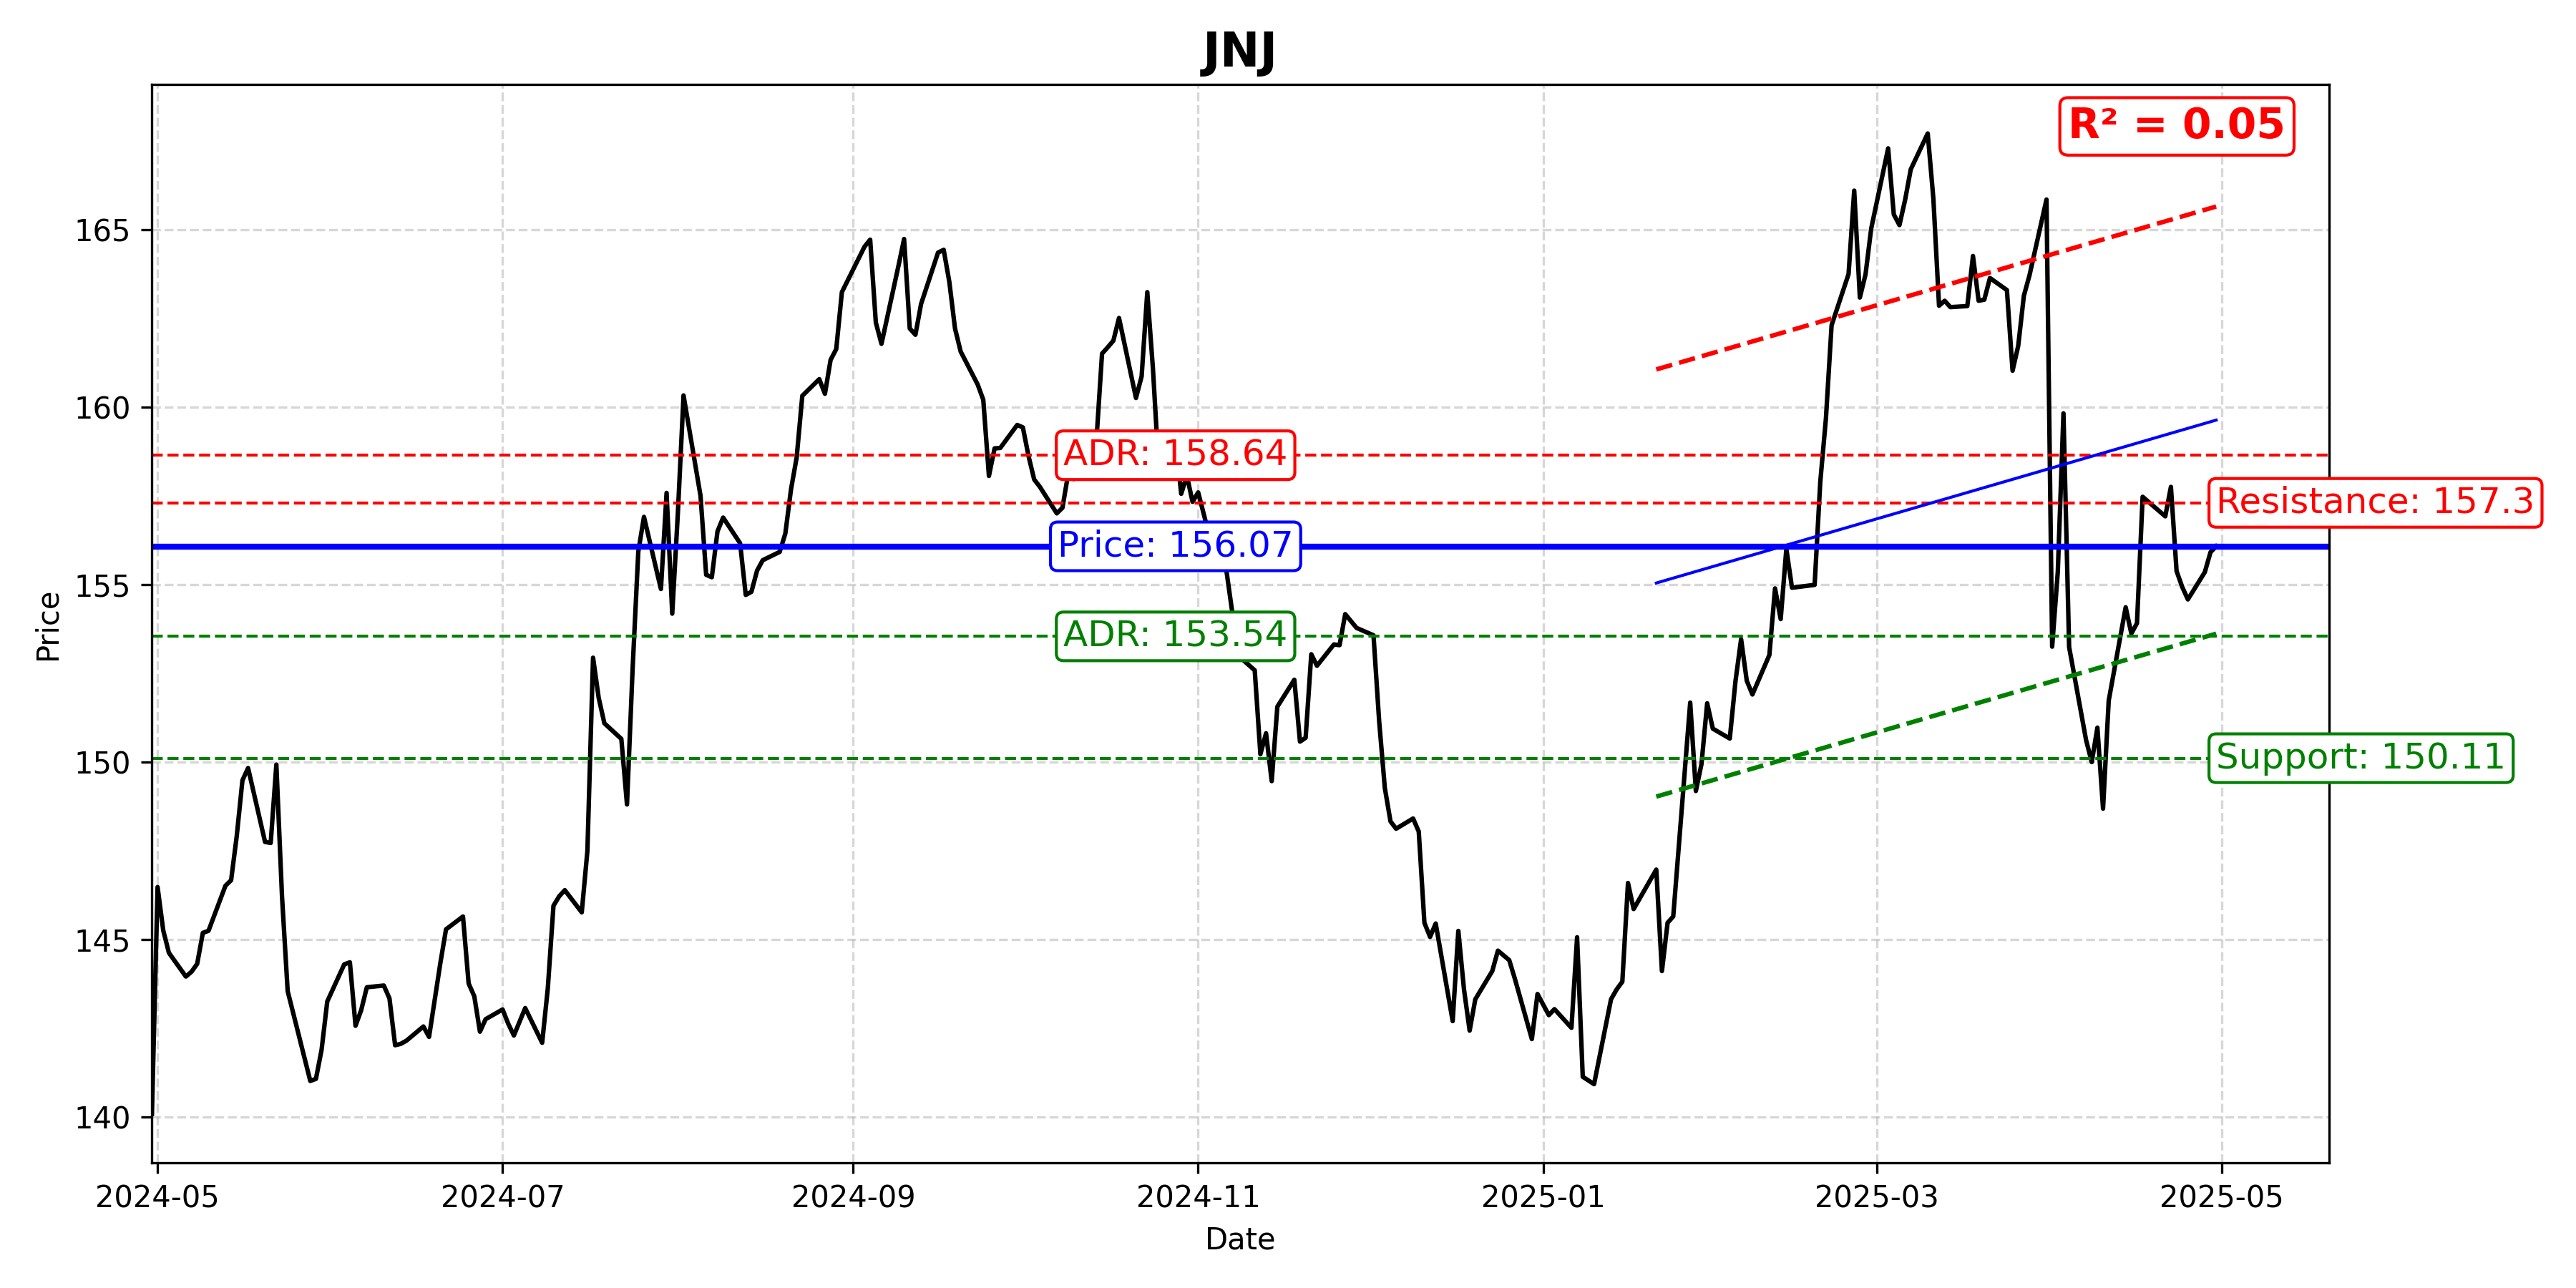 JNJ
R² = 0.05
165
160
ADR: 158.64
Resistance: 157.3
Price: 156.07
155
ADR: 153.54
Price
150
Support: 150.11
145
140
2024-05 2024-07 2024-09 2024-11 2025-01 2025-03 2025-05
Date